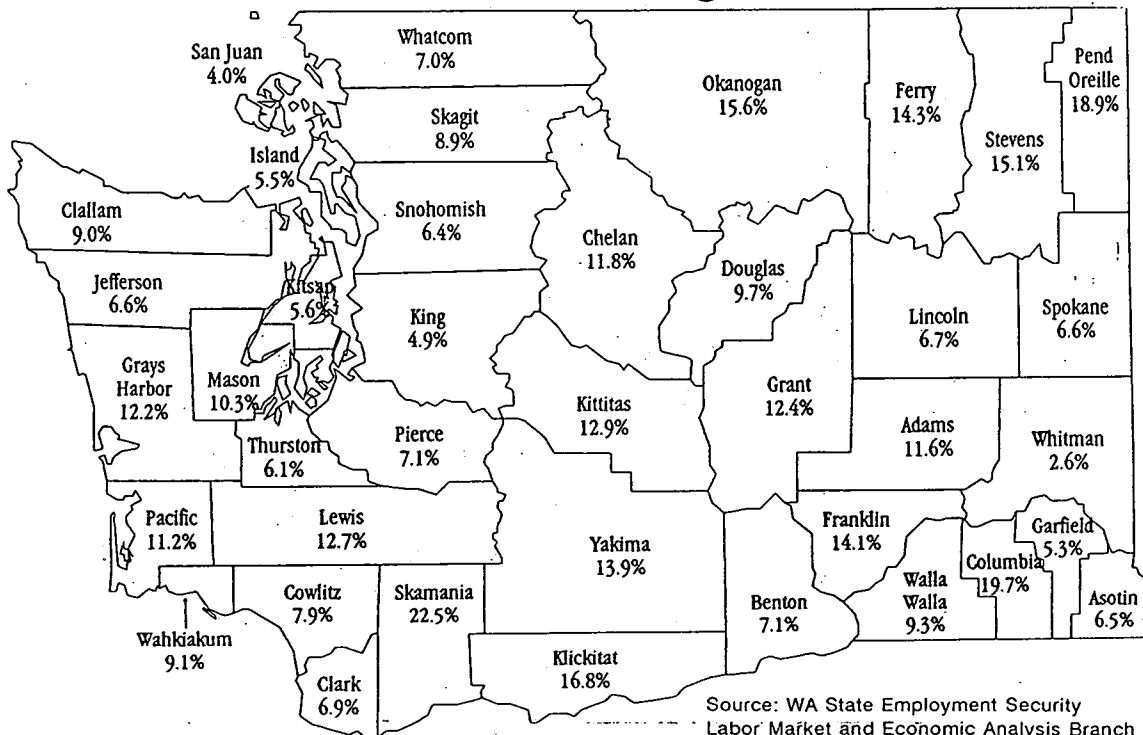 San Juan
4.0%
Whatcom
7.0%
Okanogan
15.6%
Ferry
14.3%
Pend
Oreille
18.9%
Skagit
8.9%
Stevens
15.1%
Island
5.5%
Clallam
9.0%
Snohomish
6.4%
Chelan
11.8%
Douglas
9.7%
Jefferson
6.6%
Kitsap
5.6%
King
4.9%
Lincoln
6.7%
Spokane
6.6%
Grays
Harbor
12.2%
Mason
10.3%
Kittitas
12.9%
Grant
12.4%
Adams
11.6%
Whitman
2.6%
Thurston
6.1%
Pierce
7.1%
Pacific
11.2%
Lewis
12.7%
Yakima
13.9%
Franklin
14.1%
Garfield
5.3%
Columbia
19.7%
Walla
Walla
9.3%
Asotin
6.5%
Cowlitz
7.9%
Skamania
22.5%
Benton
7.1%
Wahkiakum
9.1%
Klickitat
16.8%
Clark
6.9%
Source: WA State Employment Security
Labor Market and Economic Analysis Branch